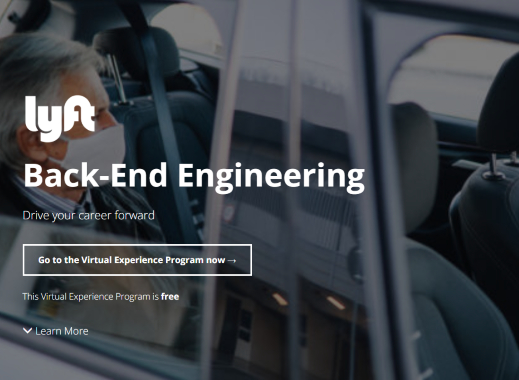 lyft
Back-End Engineering
Drive your career forward
Go to the Virtual Experience Program now →
This Virtual Experience Program is free
Learn More